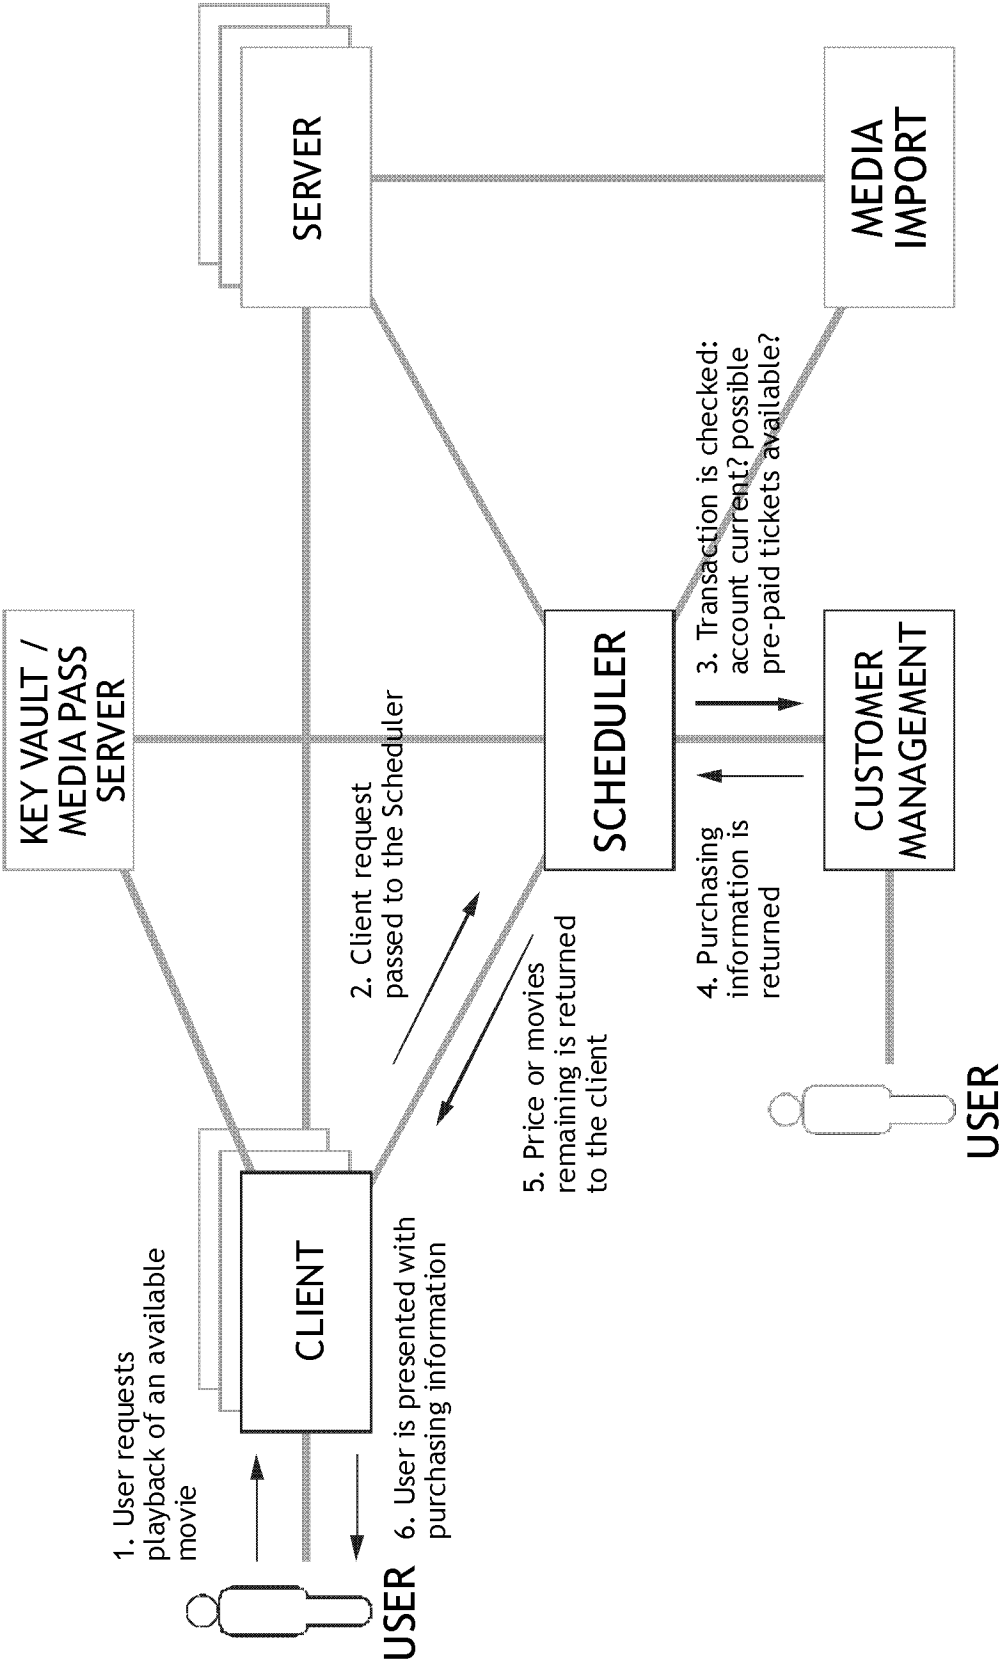 1. User requests
playback of an available
movie
USER
CLIENT
6. User is presented with
purchasing information
KEY VAULT /
MEDIA PASS
SERVER
2. Client request
passed to the Scheduler
5. Price or movies
remaining is returned
to the client
SCHEDULER
SERVER
3. Transaction is checked:
account current? possible
pre-paid tickets available?
4. Purchasing
information is
returned
CUSTOMER
MANAGEMENT
USER
MEDIA
IMPORT